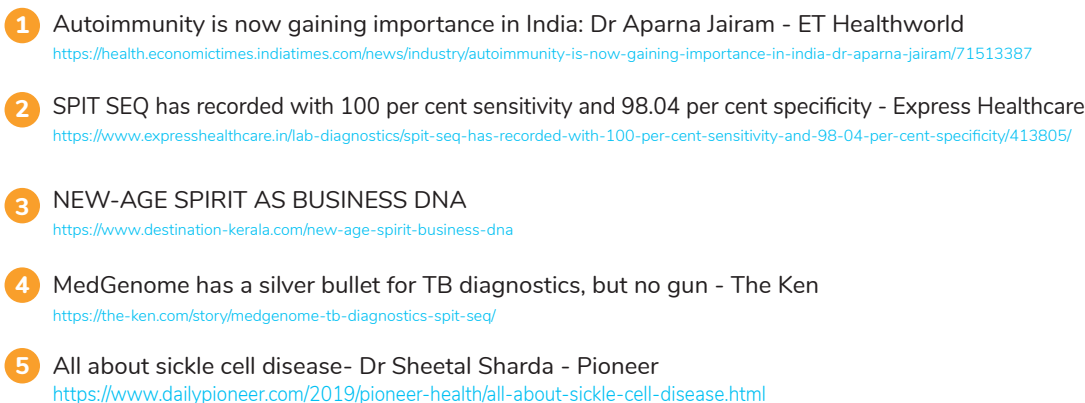 1 Autoimmunity is now gaining importance in India: Dr Aparna Jairam - ET Healthworld
https://health.economictimes.indiatimes.com/news/industry/autoimmunity-is-now-gaining-importance-in-india-dr-aparna-jairam/71513387
2 SPIT SEQ has recorded with 100 per cent sensitivity and 98.04 per cent specificity - Express Healthcare
https://www.expresshealthcare.in/lab-diagnostics/spit-seq-has-recorded-with-100-per-cent-sensitivity-and-98-04-per-cent-specificity/413805/
3 NEW-AGE SPIRIT AS BUSINESS DNA
https://www.destination-kerala.com/new-age-spirit-business-dna
4 MedGenome has a silver bullet for TB diagnostics, but no gun - The Ken
https://the-ken.com/story/medgenome-tb-diagnostics-spit-seq/
5 All about sickle cell disease- Dr Sheetal Sharda - Pioneer
https://www.dailypioneer.com/2019/pioneer-health/all-about-sickle-cell-disease.html